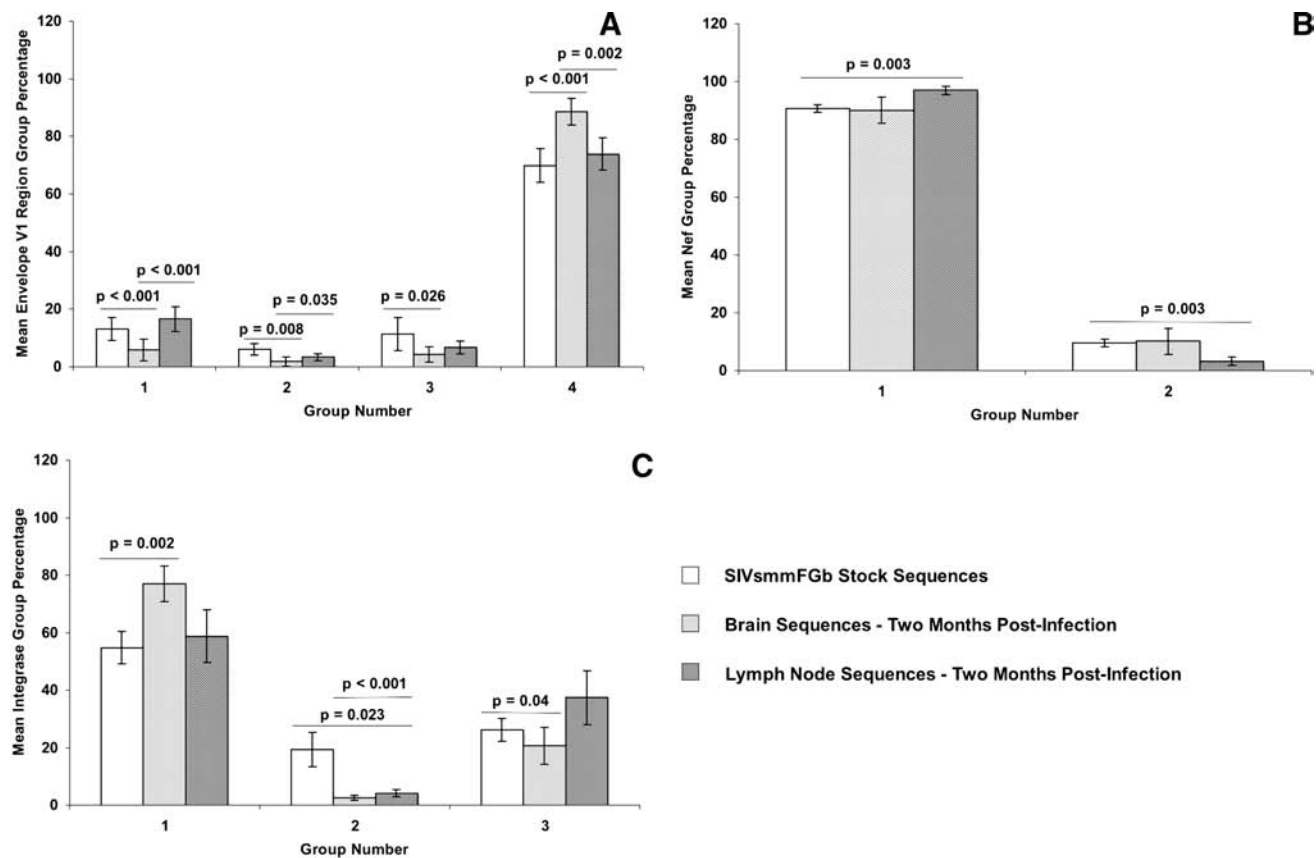 A
Mean Envelope V1 Region Group Percentage
120
100
80
60
40
20
0
p < 0.001
p < 0.001
p = 0.008
p = 0.035
p = 0.026
p < 0.001
p = 0.002
1 2 3 4
Group Number
B
Mean Nef Group Percentage
120
100
80
60
40
20
0
p = 0.003
p = 0.003
1 2
Group Number
C
Mean Integrase Group Percentage
120
100
80
60
40
20
0
p = 0.002
p < 0.001
p = 0.023
p = 0.04
1 2 3
Group Number
SIVsmmFGb Stock Sequences
Brain Sequences - Two Months Post-Infection
Lymph Node Sequences - Two Months Post-Infection